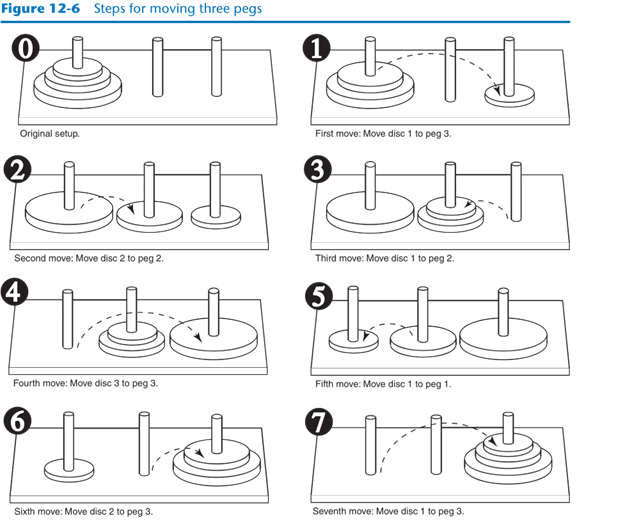 Figure 12-6 Steps for moving three pegs
0
1
Original setup.
First move: Move disc 1 to peg 3.
2
3
Second move: Move disc 2 to peg 2.
Third move: Move disc 1 to peg 2.
4
5
Fourth move: Move disc 3 to peg 3.
Fifth move: Move disc 1 to peg 1.
6
7
Sixth move: Move disc 2 to peg 3.
Seventh move: Move disc 1 to peg 3.